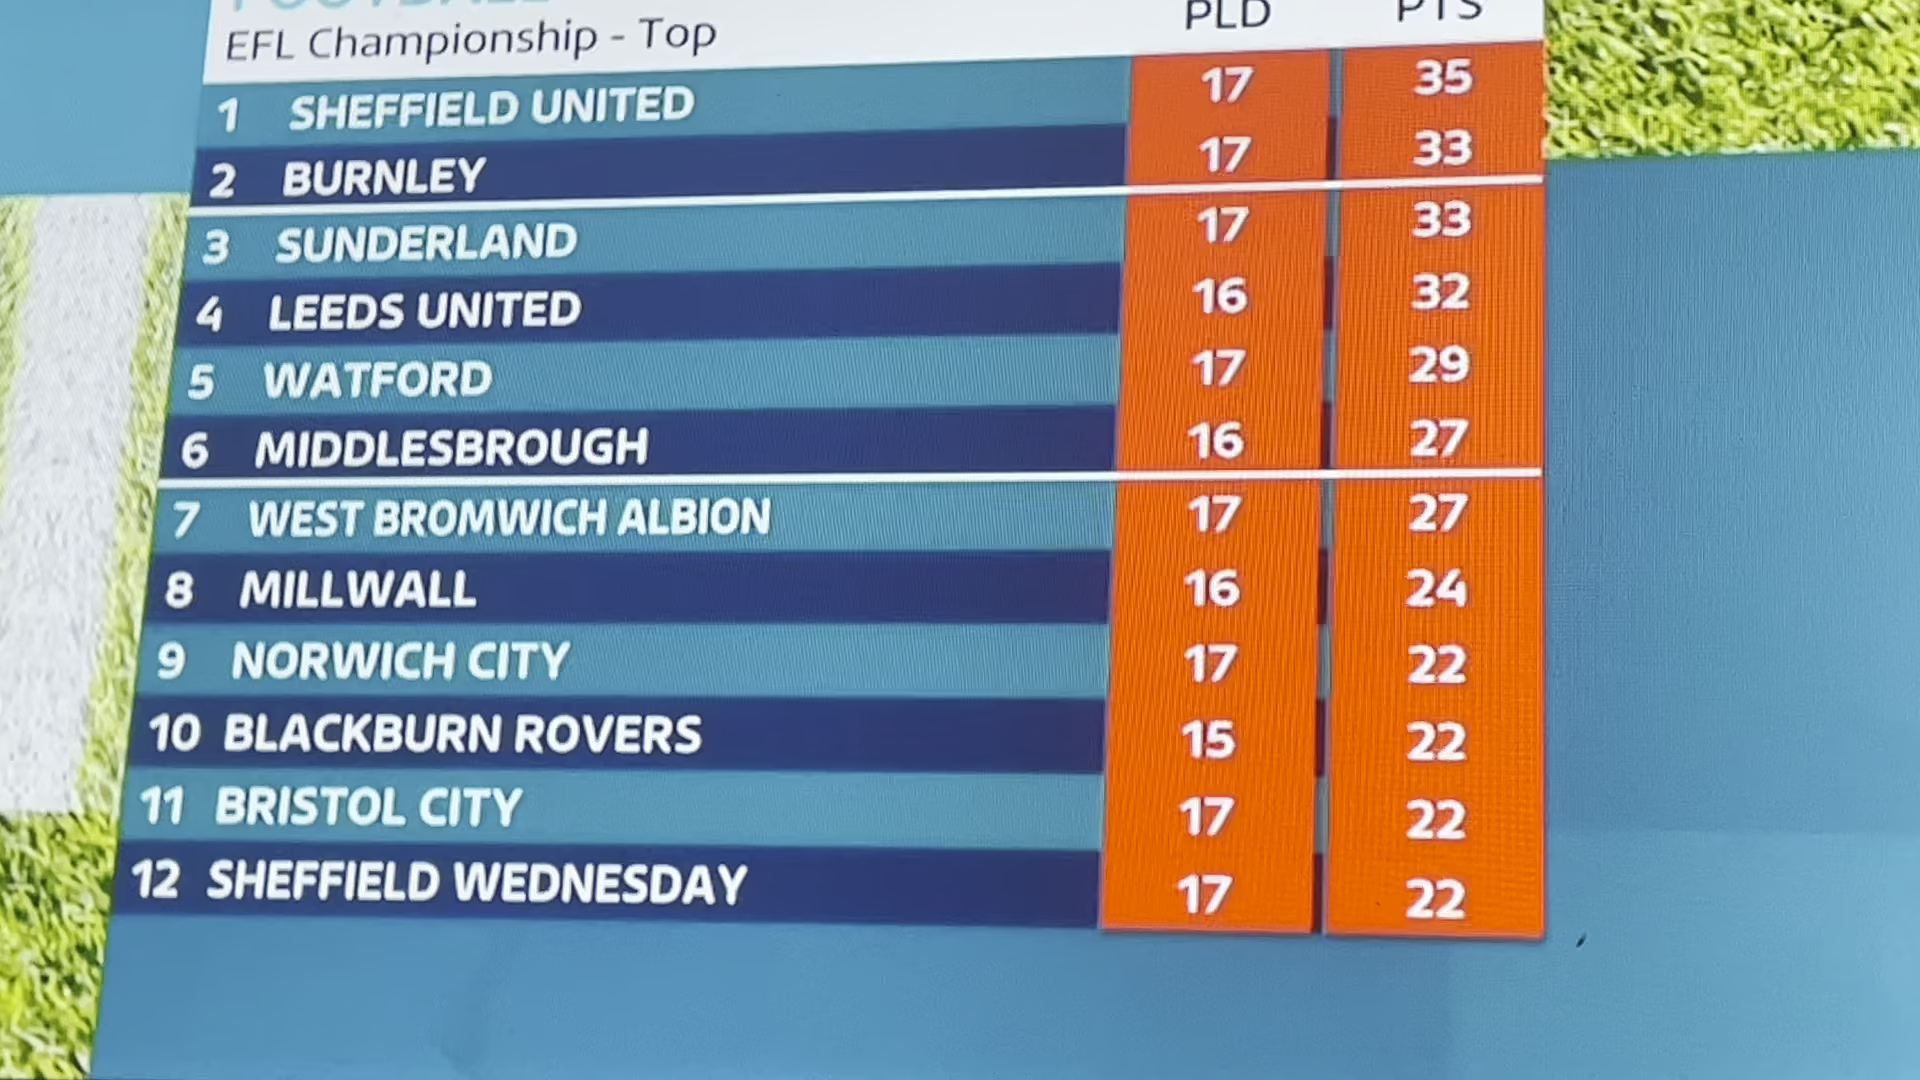 FOOTBALL
EFL Championship - Top PLD PTS
1 SHEFFIELD UNITED 17 35
2 BURNLEY 17 33
3 SUNDERLAND 17 33
4 LEEDS UNITED 16 32
5 WATFORD 17 29
6 MIDDLESBROUGH 16 27
7 WEST BROMWICH ALBION 17 27
8 MILLWALL 16 24
9 NORWICH CITY 17 22
10 BLACKBURN ROVERS 15 22
11 BRISTOL CITY 17 22
12 SHEFFIELD WEDNESDAY 17 22